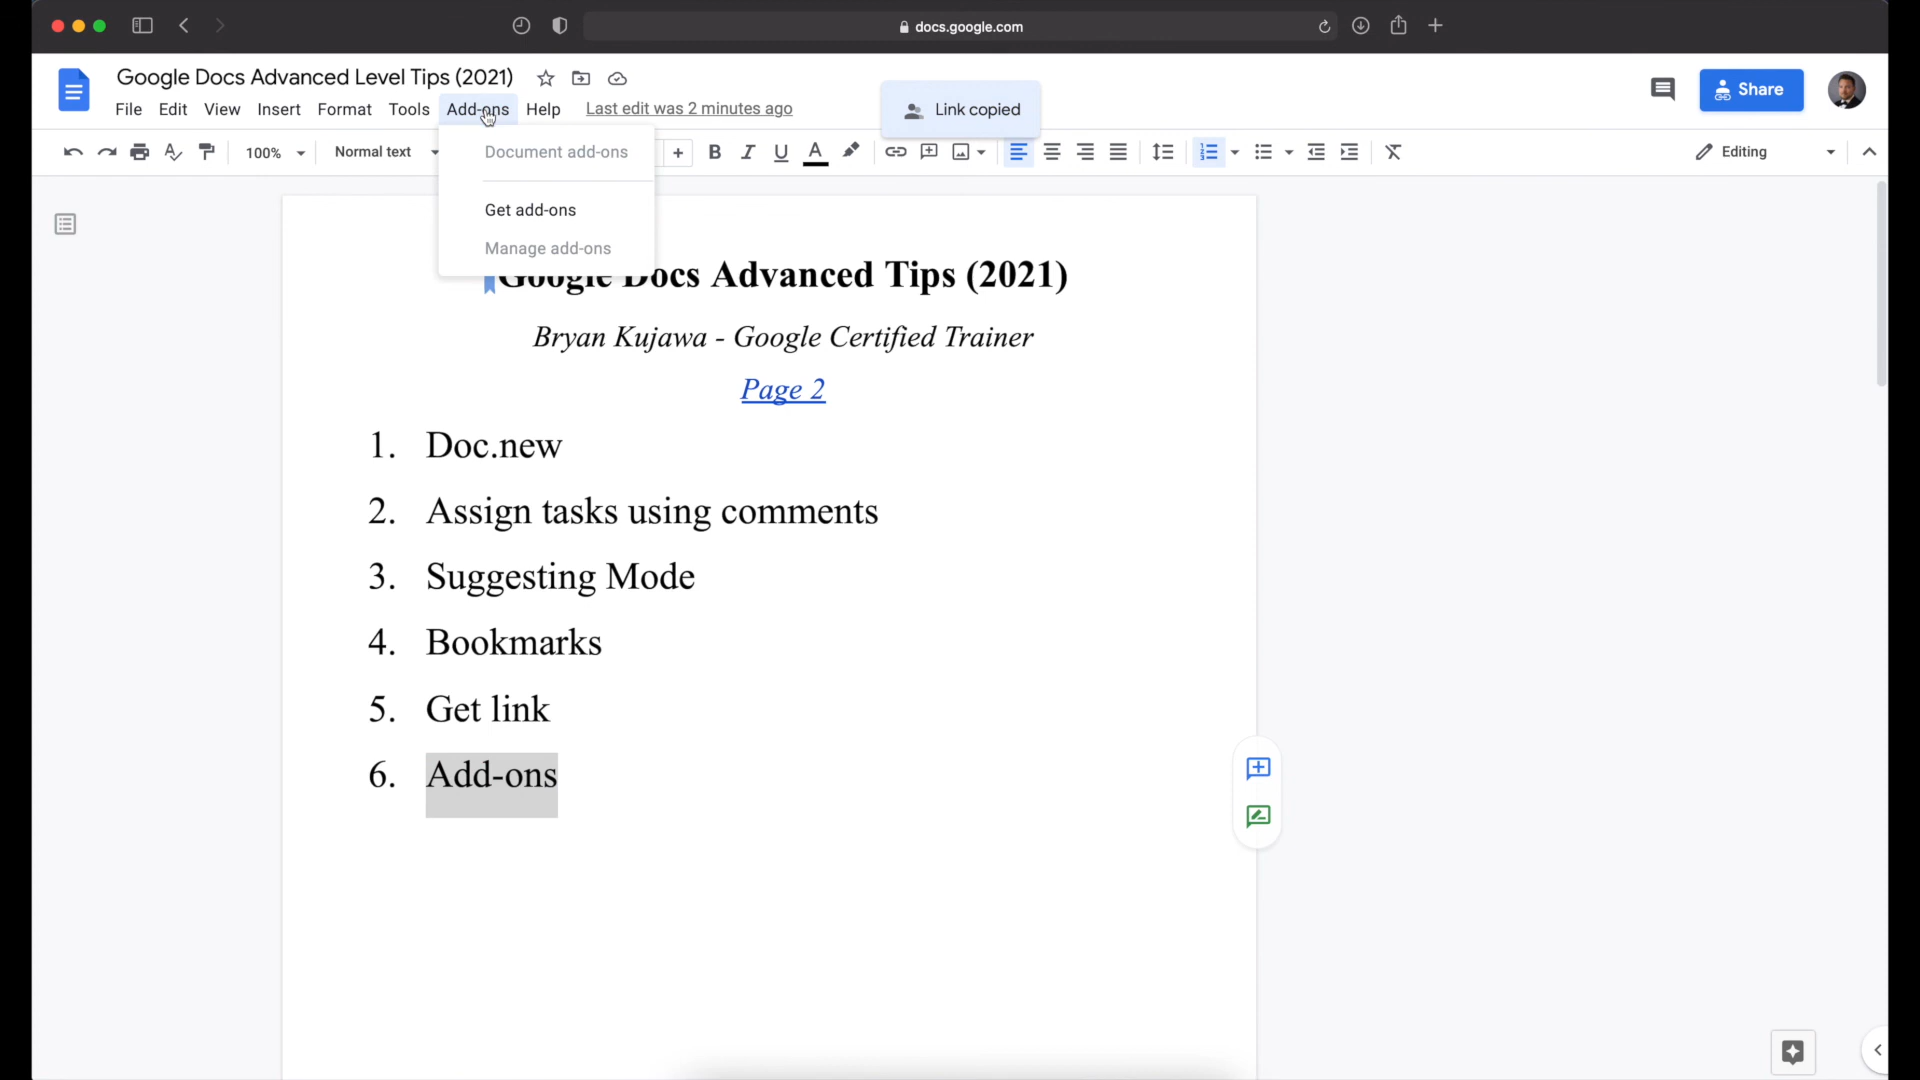 docs.google.com
Google Docs Advanced Level Tips (2021)
File Edit View Insert Format Tools Add-ons Help Last edit was 2 minutes ago
Link copied
Share
100% Normal text
Editing
Document add-ons
Get add-ons
Manage add-ons
Google Docs Advanced Tips (2021)
Bryan Kujawa - Google Certified Trainer
Page 2
1. Doc.new
2. Assign tasks using comments
3. Suggesting Mode
4. Bookmarks
5. Get link
6. Add-ons